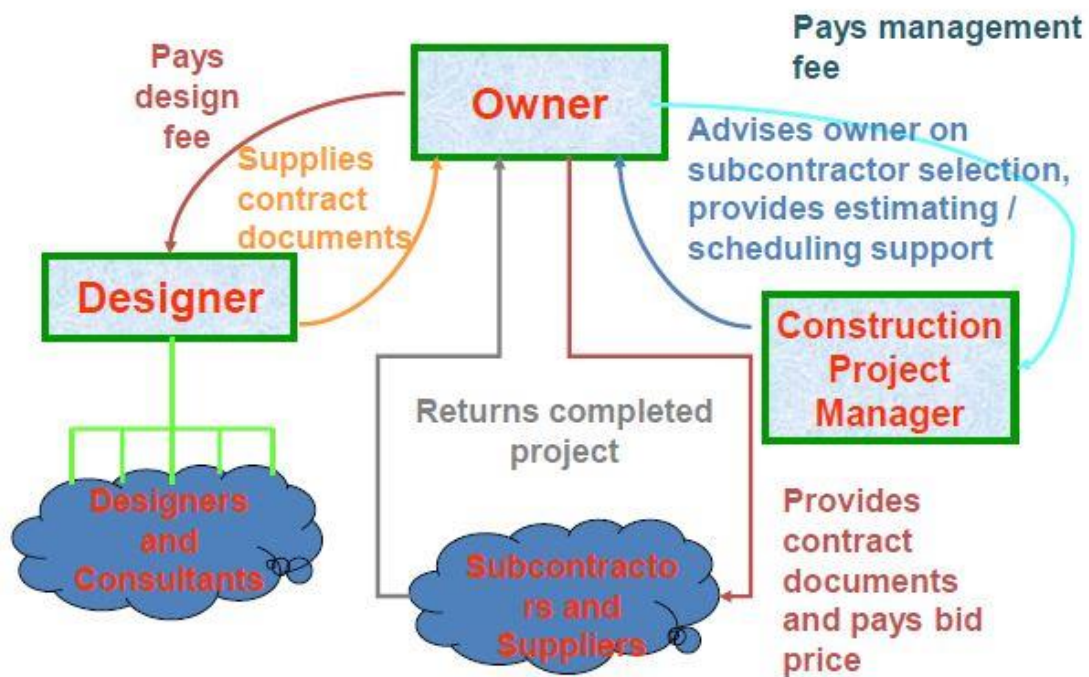 Pays management
fee
Pays
design
fee
Owner
Advises owner on
subcontractor selection,
provides estimating /
scheduling support
Supplies
contract
documents
Designer
Construction
Project
Manager
Returns completed
project
Designers
and
Consultants
Subcontracto
rs and
Suppliers
Provides
contract
documents
and pays bid
price